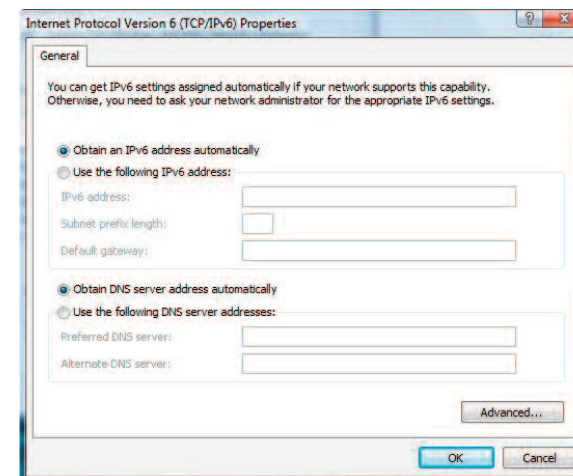 Internet Protocol Version 6 (TCP/IPv6) Properties
General
You can get IPv6 settings assigned automatically if your network supports this capability.
Otherwise, you need to ask your network administrator for the appropriate IPv6 settings.
Obtain an IPv6 address automatically
Use the following IPv6 address:
IPv6 address:
Subnet prefix length:
Default gateway:
Obtain DNS server address automatically
Use the following DNS server addresses:
Preferred DNS server:
Alternate DNS server:
Advanced...
OK Cancel